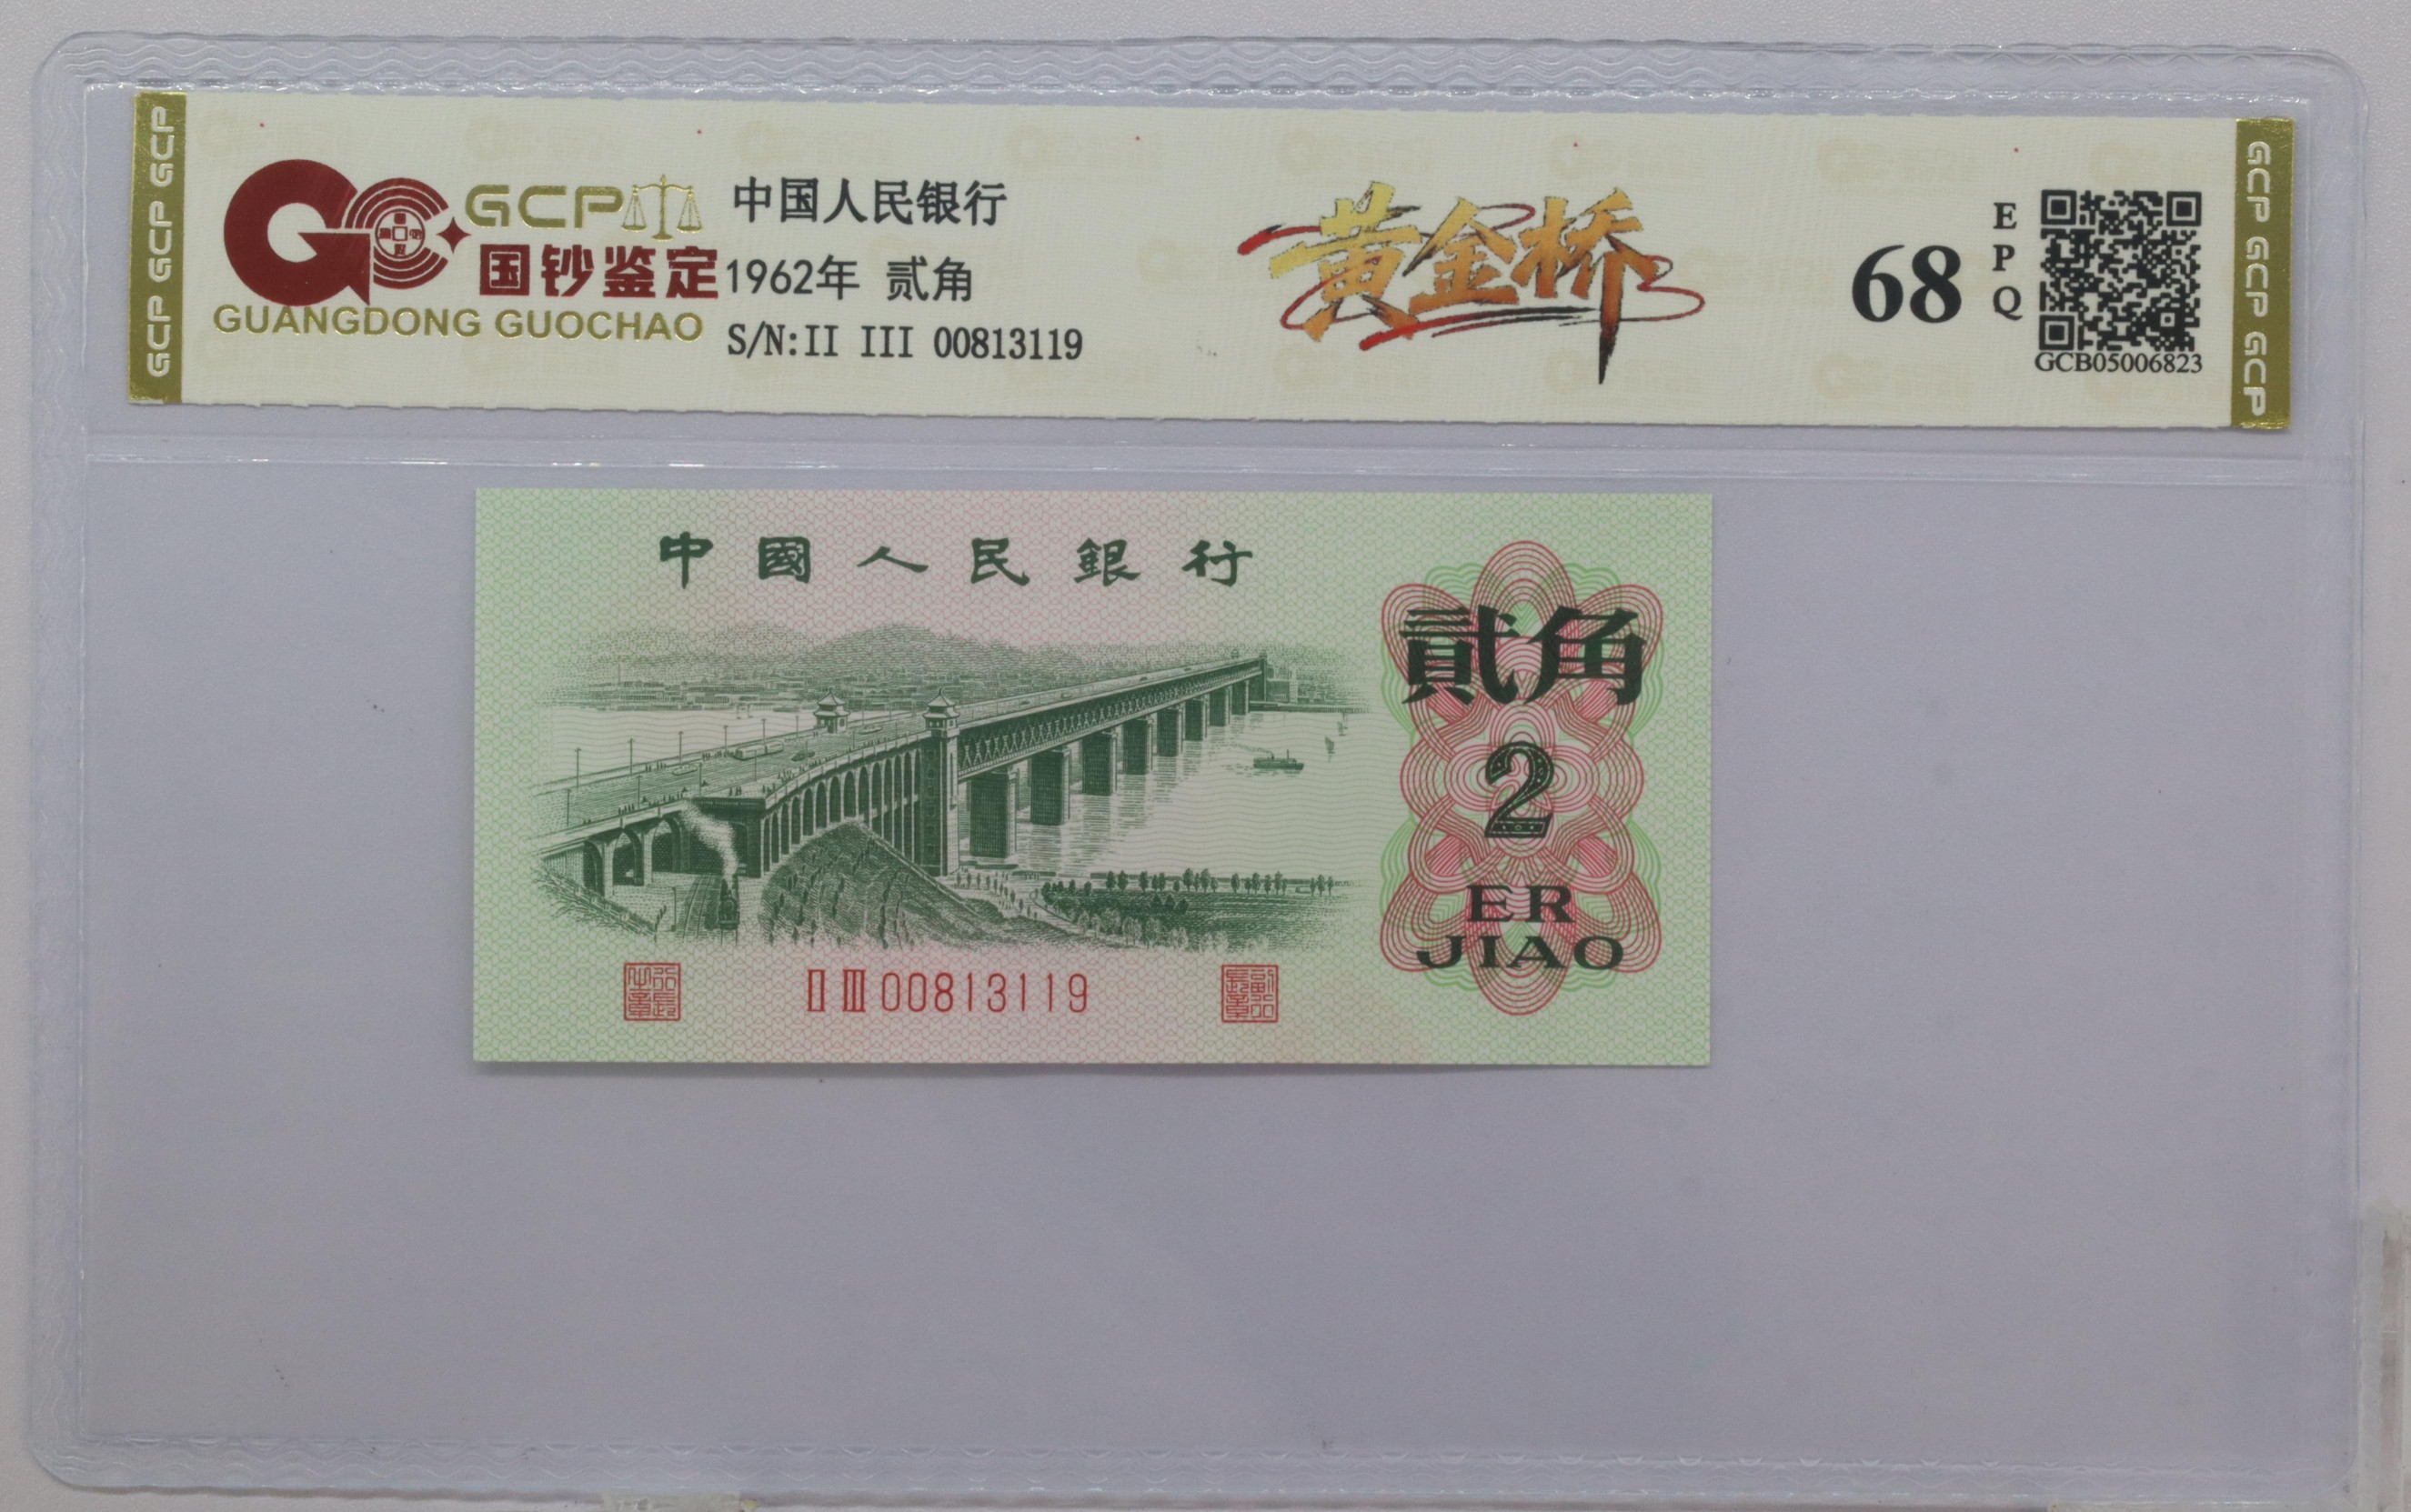 GCP GCP GCP
GCP
国钞鉴定
GUANGDONG GUOCHAO
中国人民银行
1962年 贰角
S/N:II III 00813119
黄金桥
68
EPQ
GCB05006823
GCP GCP GCP
中國人民銀行
貳角
2
ER
JIAO
II III 00813119